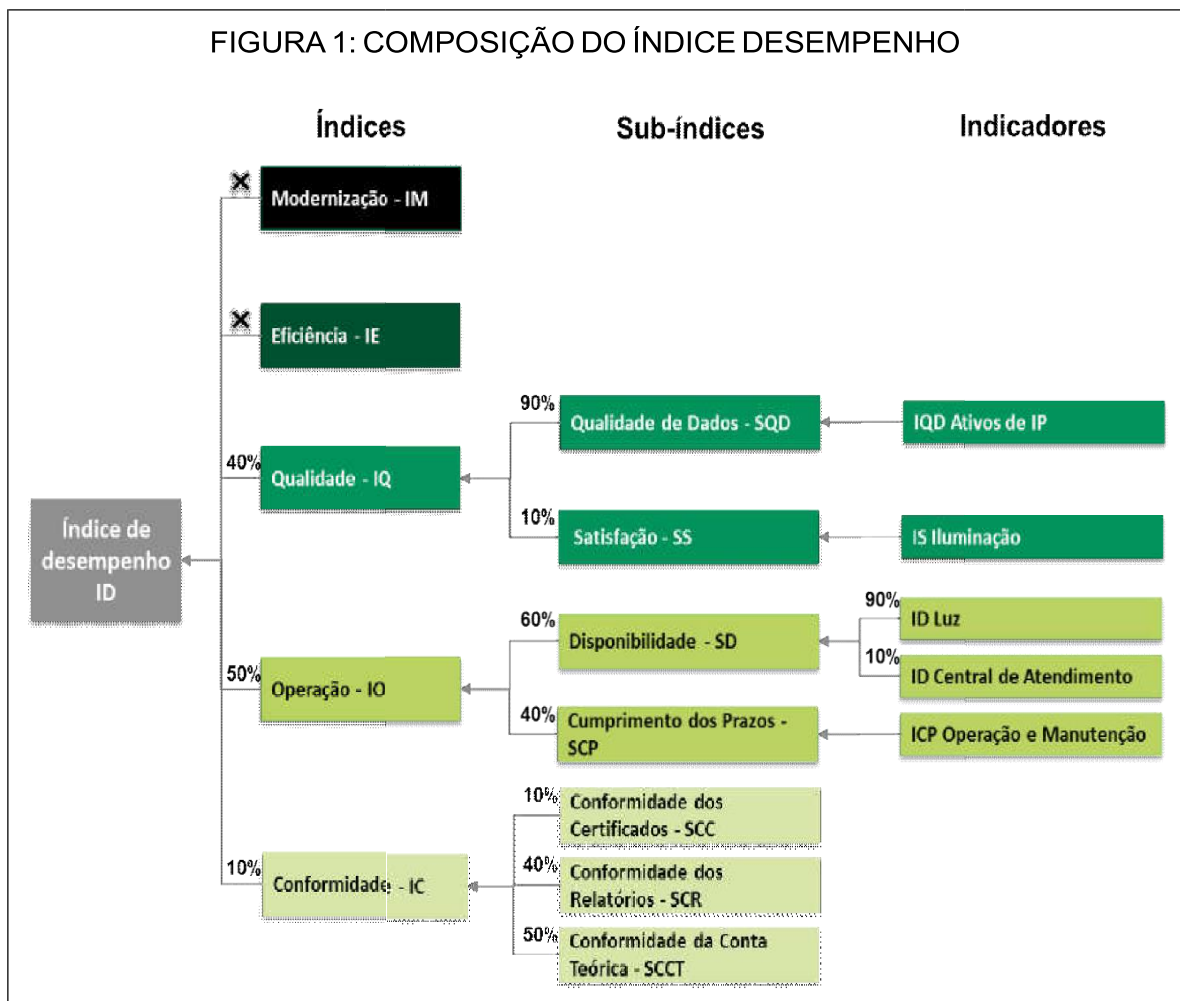 FIGURA 1: COMPOSIÇÃO DO ÍNDICE DESEMPENHO
Índices
Sub-índices
Indicadores
X
Modernização - IM
X
Eficiência - IE
90%
Qualidade de Dados - SQD
IQD Ativos de IP
40%
Qualidade - IQ
10%
Satisfação - SS
IS Iluminação
Índice de
desempenho
ID
90%
ID Luz
60%
Disponibilidade - SD
10%
ID Central de Atendimento
50%
Operação - IO
40%
Cumprimento dos Prazos -
SCP
ICP Operação e Manutenção
10%
Conformidade dos
Certificados - SCC
10%
Conformidade - IC
40%
Conformidade dos
Relatórios - SCR
50%
Conformidade da Conta
Teórica - SCCT